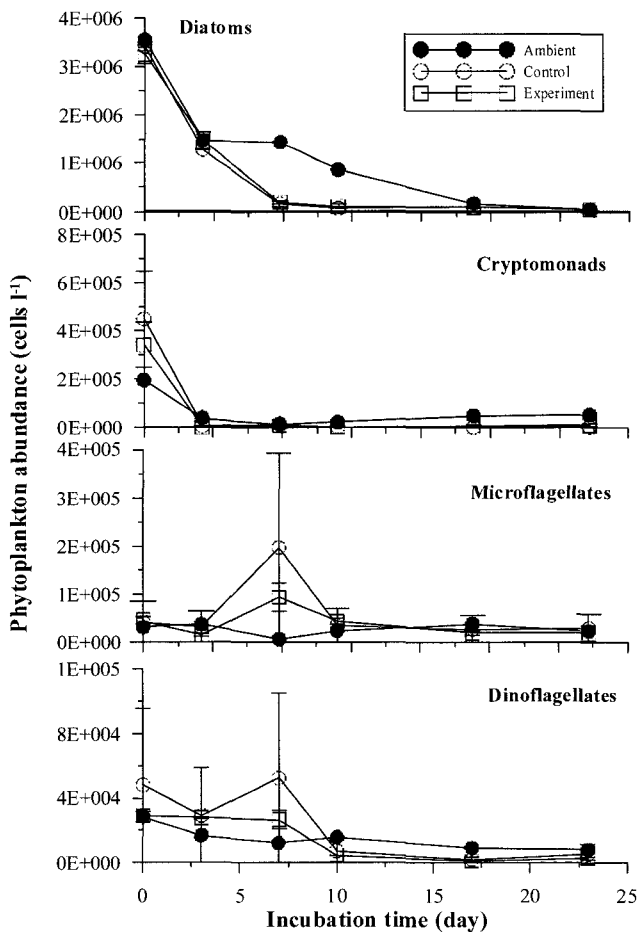 Diatoms
4E+006
3E+006
2E+006
1E+006
0E+000
Ambient
Control
Experiment
Cryptomonads
8E+005
6E+005
4E+005
2E+005
0E+000
Microflagellates
4E+005
3E+005
2E+005
1E+005
0E+000
Dinoflagellates
1E+005
8E+004
4E+004
0E+000
0 5 10 15 20 25
Incubation time (day)
Phytoplankton abundance (cells l⁻¹)